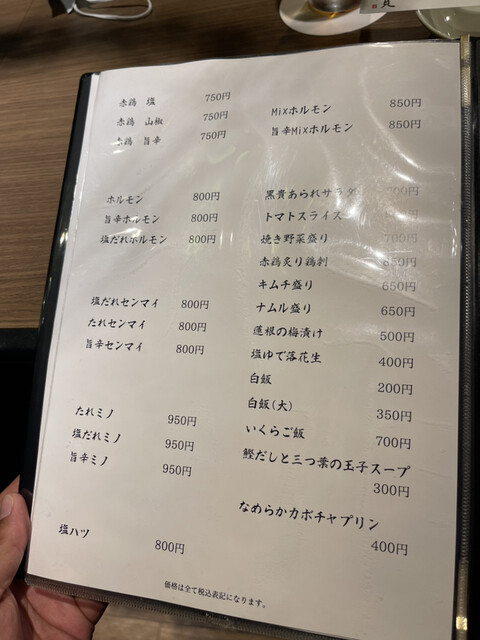 赤鶏 塩 750円
赤鶏 山椒 750円
赤鶏 旨辛 750円
ホルモン 800円
旨辛ホルモン 800円
塩だれホルモン 800円
塩だれセンマイ 800円
たれセンマイ 800円
旨辛センマイ 800円
たれミノ 950円
塩だれミノ 950円
旨辛ミノ 950円
塩ハツ 800円
Mixホルモン 850円
旨辛Mixホルモン 850円
黒貴あられサラダ
トマトスライス
焼き野菜盛り 700円
赤鶏炙り鶏刺
キムチ盛り 650円
ナムル盛り 650円
蓮根の梅漬け 500円
塩ゆで落花生 400円
白飯 200円
白飯(大) 350円
いくらご飯 700円
鰹だしと三つ葉の玉子スープ
300円
なめらかカボチャプリン
400円
価格は全て税込表記になります。